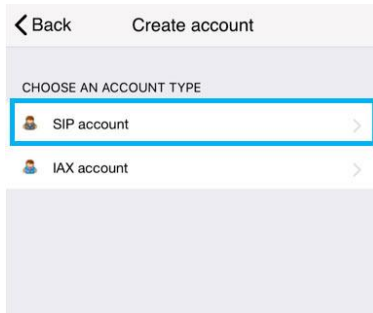 Back Create account
CHOOSE AN ACCOUNT TYPE
SIP account
IAX account